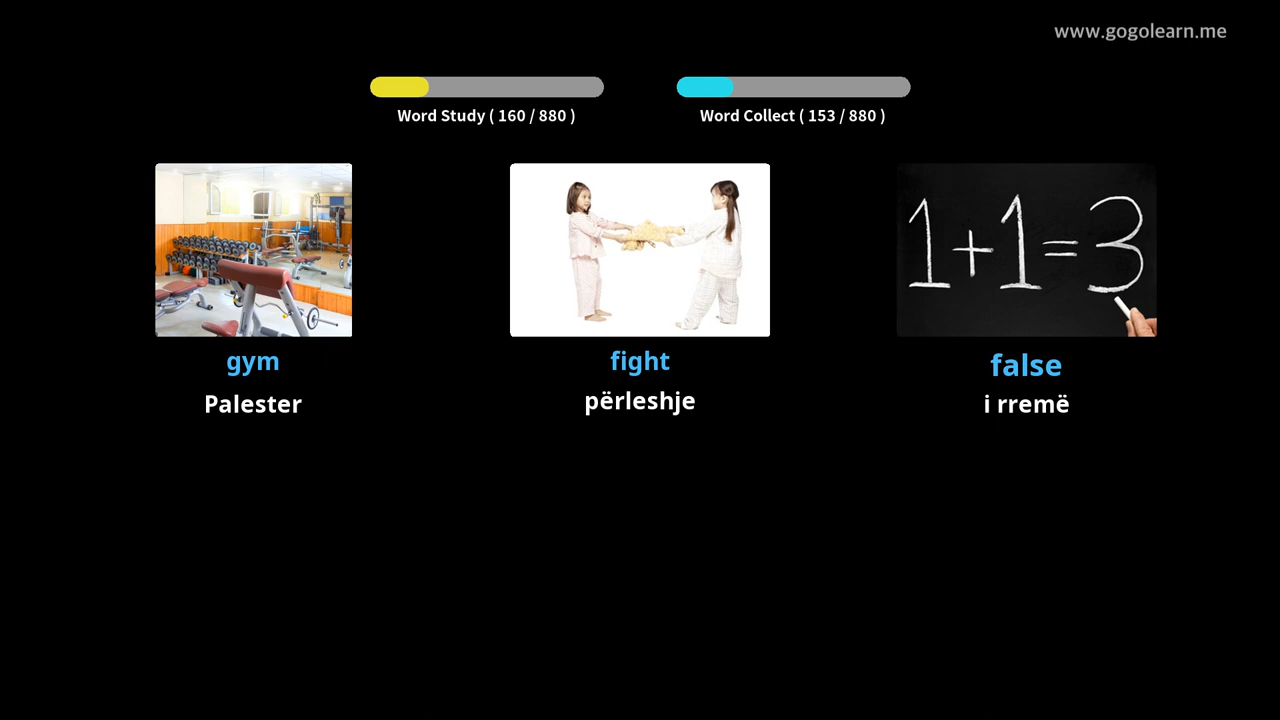 www.gogolearn.me
Word Study ( 160 / 880 )
Word Collect ( 153 / 880 )
1+1=3
gym
fight
false
Palester
përleshje
i rremë